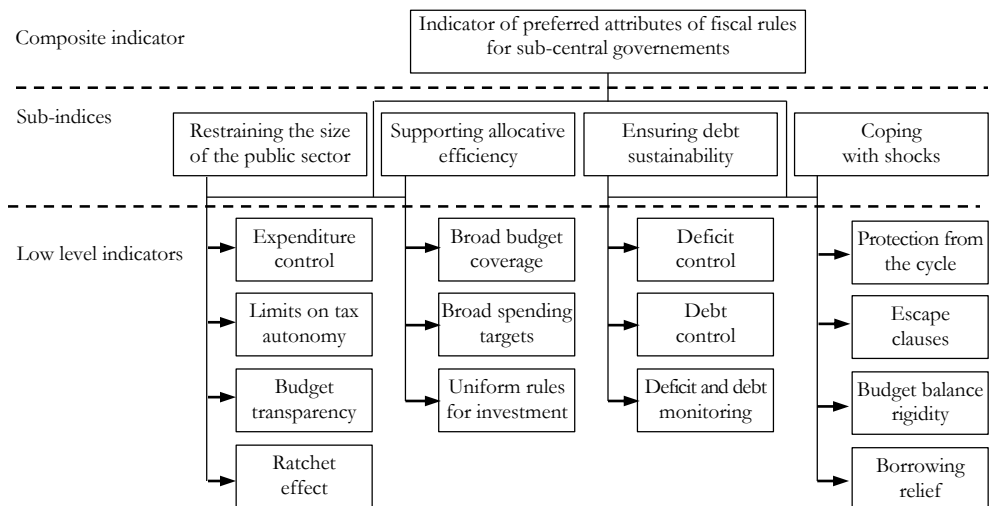 Composite indicator
Indicator of preferred attributes of fiscal rules
for sub-central governements
Sub-indices
Restraining the size
of the public sector
Supporting allocative
efficiency
Ensuring debt
sustainability
Coping
with shocks
Low level indicators
Expenditure
control
Limits on tax
autonomy
Budget
transparency
Ratchet
effect
Broad budget
coverage
Broad spending
targets
Uniform rules
for investment
Deficit
control
Debt
control
Deficit and debt
monitoring
Protection from
the cycle
Escape
clauses
Budget balance
rigidity
Borrowing
relief